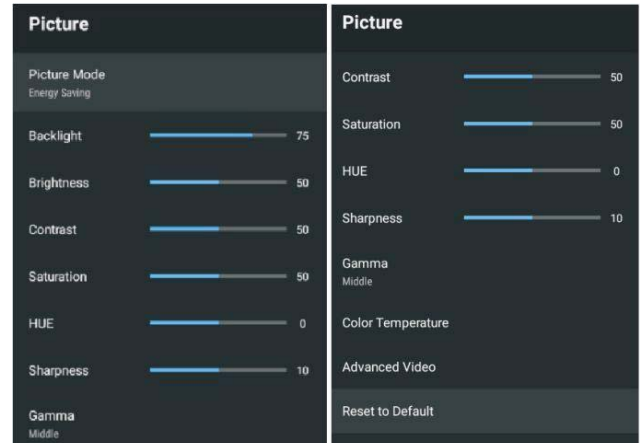 Picture
Picture Mode
Energy Saving
Backlight 75
Brightness 50
Contrast 50
Saturation 50
HUE 0
Sharpness 10
Gamma
Middle
Picture
Contrast 50
Saturation 50
HUE 0
Sharpness 10
Gamma
Middle
Color Temperature
Advanced Video
Reset to Default